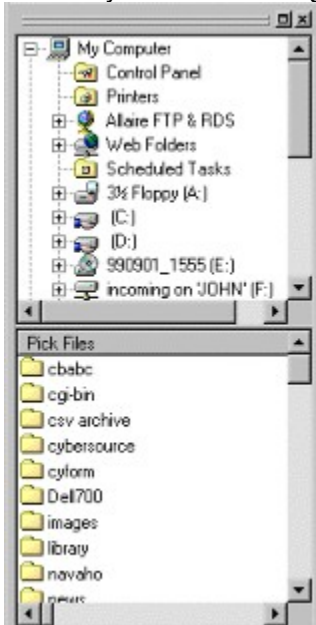 My Computer
Control Panel
Printers
Allaire FTP & RDS
Web Folders
Scheduled Tasks
3½ Floppy (A:)
(C:)
(D:)
990901_1555 (E:)
incoming on 'JOHN' (F:)
Pick Files
cbabc
cgi-bin
csv archive
cybersource
cyform
Dell700
images
library
navaho
news